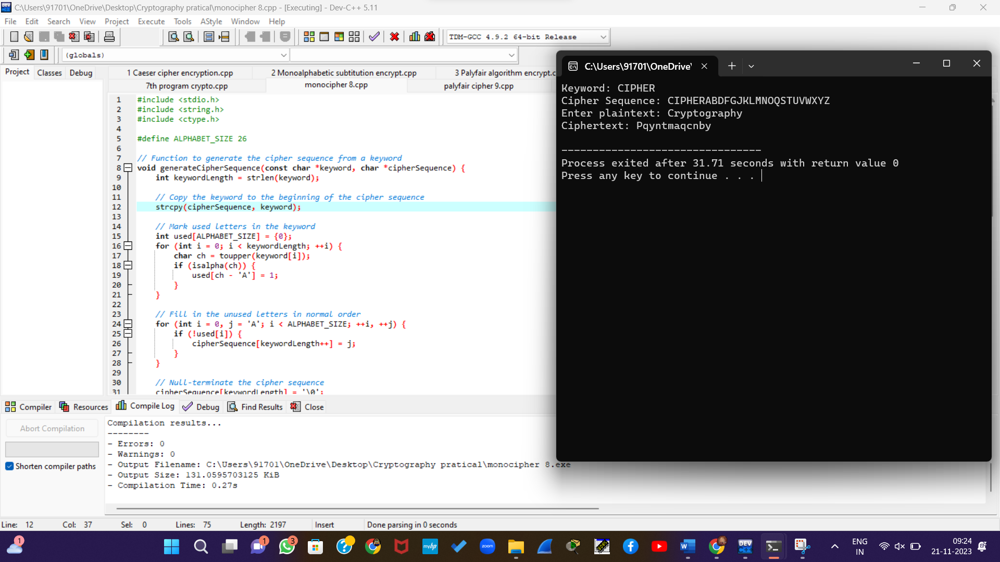 C:\Users\91701\OneDrive\Desktop\Cryptography pratical\monocipher 8.cpp - [Executing] - Dev-C++ 5.11
File Edit Search View Project Execute Tools AStyle Window Help
TDM-GCC 4.9.2 64-bit Release
(globals)
Project Classes Debug
1 Caeser cipher encryption.cpp 2 Monoalphabetic subtitution encrypt.cpp 3 Palyfair algorithm encrypt.c
7th program crypto.cpp monocipher 8.cpp palyfair cipher 9.cpp
1 #include <stdio.h>
2 #include <string.h>
3 #include <ctype.h>
4
5 #define ALPHABET_SIZE 26
6
7 // Function to generate the cipher sequence from a keyword
8 void generateCipherSequence(const char *keyword, char *cipherSequence) {
9 int keywordLength = strlen(keyword);
10
11 // Copy the keyword to the beginning of the cipher sequence
12 strcpy(cipherSequence, keyword);
13
14 // Mark used letters in the keyword
15 int used[ALPHABET_SIZE] = {0};
16 for (int i = 0; i < keywordLength; ++i) {
17 char ch = toupper(keyword[i]);
18 if (isalpha(ch)) {
19 used[ch - 'A'] = 1;
20 }
21 }
22
23 // Fill in the unused letters in normal order
24 for (int i = 0, j = 'A'; i < ALPHABET_SIZE; ++i, ++j) {
25 if (!used[i]) {
26 cipherSequence[keywordLength++] = j;
27 }
28 }
29
30 // Null-terminate the cipher sequence
31 cipherSequence[keywordLength] = '\0';
C:\Users\91701\OneDrive\
Keyword: CIPHER
Cipher Sequence: CIPHERABDFGJKLMNOQSTUVWXYZ
Enter plaintext: Cryptography
Ciphertext: Pqyntmaqcnby
--------------------------------
Process exited after 31.71 seconds with return value 0
Press any key to continue . . .
Compiler Resources Compile Log Debug Find Results Close
Abort Compilation
Shorten compiler paths
Compilation results...
--------
- Errors: 0
- Warnings: 0
- Output Filename: C:\Users\91701\OneDrive\Desktop\Cryptography pratical\monocipher 8.exe
- Output Size: 131.0595703125 KiB
- Compilation Time: 0.27s
Line: 12 Col: 37 Sel: 0 Lines: 75 Length: 2197 Insert Done parsing in 0 seconds
1 1 3 myhp zoom W DEV C++ ENG IN 09:24 21-11-2023